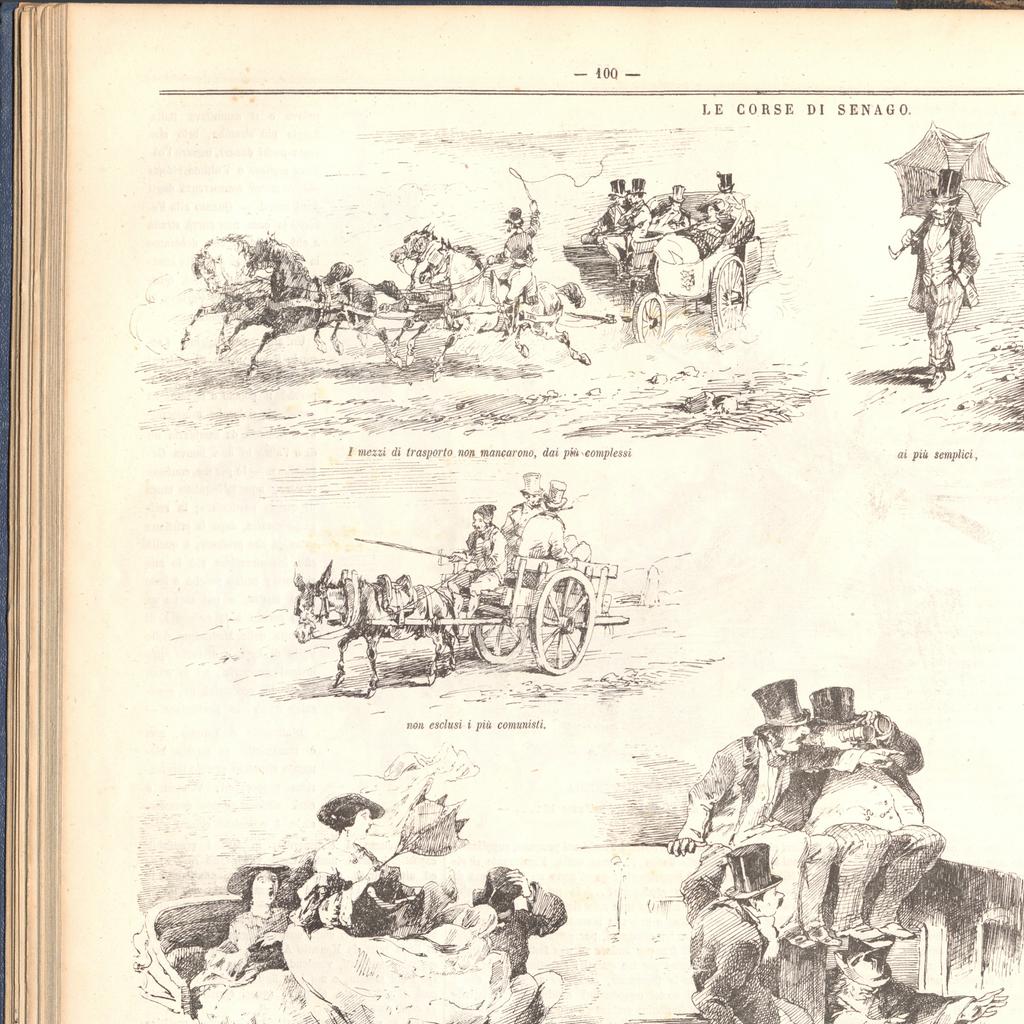 — 100 —
LE CORSE DI SENAGO.
I mezzi di trasporto non mancarono, dai più complessi
ai più semplici,
non esclusi i più comunisti.